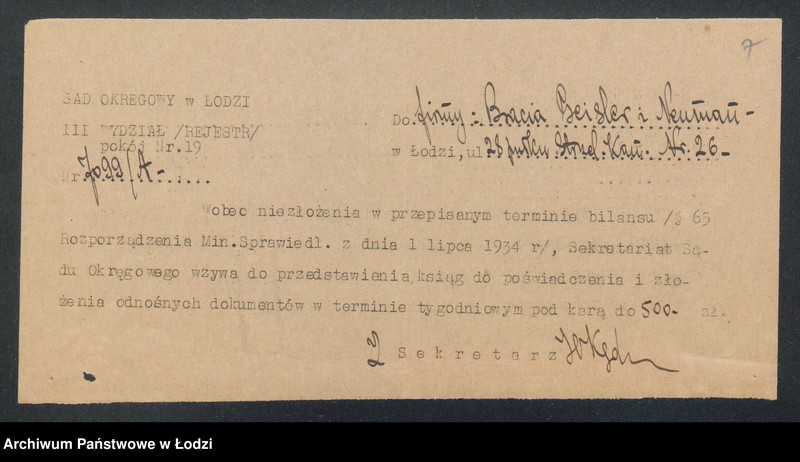 7
SAD OKRĘGOWY w ŁODZI
III WYDZIAŁ /REJESTR/
pokój Nr.19
Nr. /A-
Do firmy: Bracia Geisler i Neuman-
w Łodzi, ul 28 pułku Strzel. Kan. Nr. 26-
Wobec niezłożenia w przepisanym terminie bilansu /§ 65
Rozporządzenia Min.Sprawiedl. z dnia 1 lipca 1934 r/, Sekretariat Są-
du Okręgowego wzywa do przedstawienia ksiąg do poświadczenia i zło-
żenia odnośnych dokumentów w terminie tygodniowym pod karą do 500- zł.
Sekretarz
Archiwum Państwowe w Łodzi